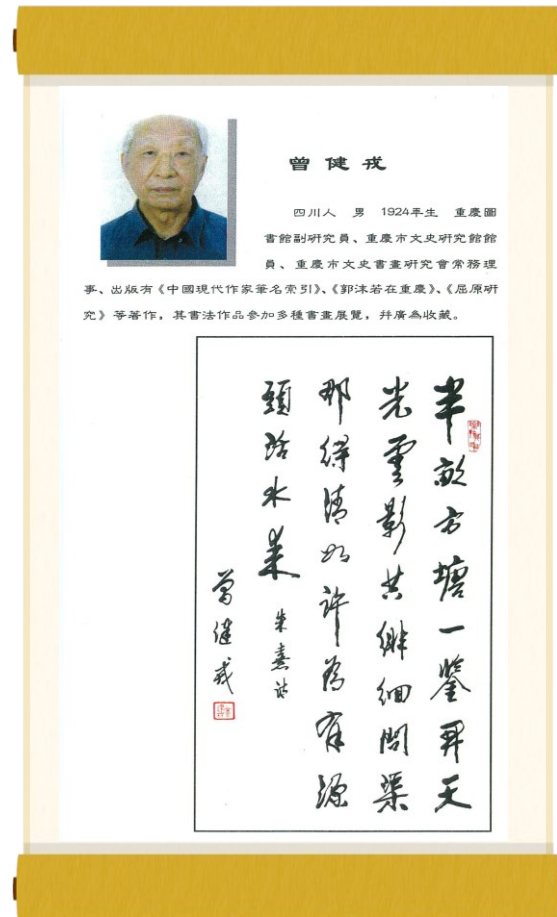 曾健戎
四川人 男 1924年生 重慶圖
書館副研究員、重慶市文史研究館館
員、重慶市文史書畫研究會常務理
事、出版有《中國現代作家筆名索引》、《郭沫若在重慶》、《屈原研
究》等著作，其書法作品參加多種書畫展覽，并廣為收藏。
半畝方塘一鑒開天
光雲影共徘徊問渠
那得清如許為有源
頭活水來 朱熹詩
曾健戎